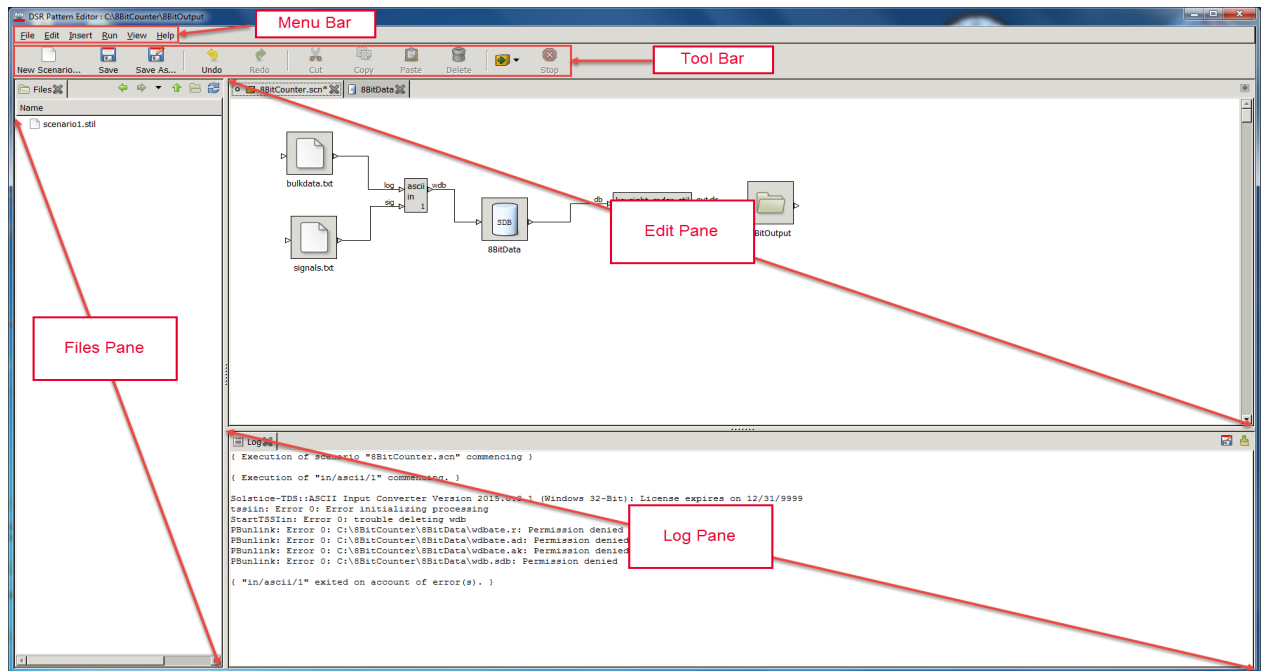 DSR Pattern Editor : C:\8BitCounter\8BitOutput
Menu Bar
File Edit Insert Run View Help
New Scenario... Save Save As... Undo Redo Cut Copy Paste Delete Stop
Tool Bar
Files
Name
scenario1.stil
8BitCounter.scn* 8BitData
bulkdata.txt
log ascii wdb
in
sig 1
signals.txt
SDB
8BitData
db
Edit Pane
BitOutput
Files Pane
Log
{ Execution of scenario "8BitCounter.scn" commencing }
{ Execution of "in/ascii/1" commencing. }
Solstice-TDS::ASCII Input Converter Version 1 (Windows 32-Bit): License expires on 12/31/9999
tssiin: Error 0: Error initializing processing
StartTSSIin: Error 0: trouble deleting wdb
PBunlink: Error 0: C:\8BitCounter\8BitData\wdbate.r: Permission denied
PBunlink: Error 0: C:\8BitCounter\8BitData\wdbate.ad: Permission denied
PBunlink: Error 0: C:\8BitCounter\8BitData\wdbate.ak: Permission denied
PBunlink: Error 0: C:\8BitCounter\8BitData\wdb.sdb: Permission denied
{ "in/ascii/1" exited on account of error(s). }
Log Pane